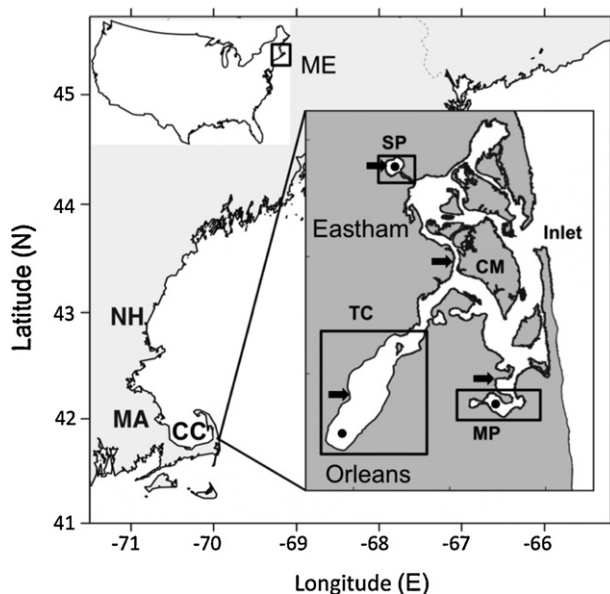 ME
45
SP
44
Eastham
Inlet
CM
Latitude (N)
43
NH
TC
42
MA
CC
MP
Orleans
41
-71 -70 -69 -68 -67 -66
Longitude (E)